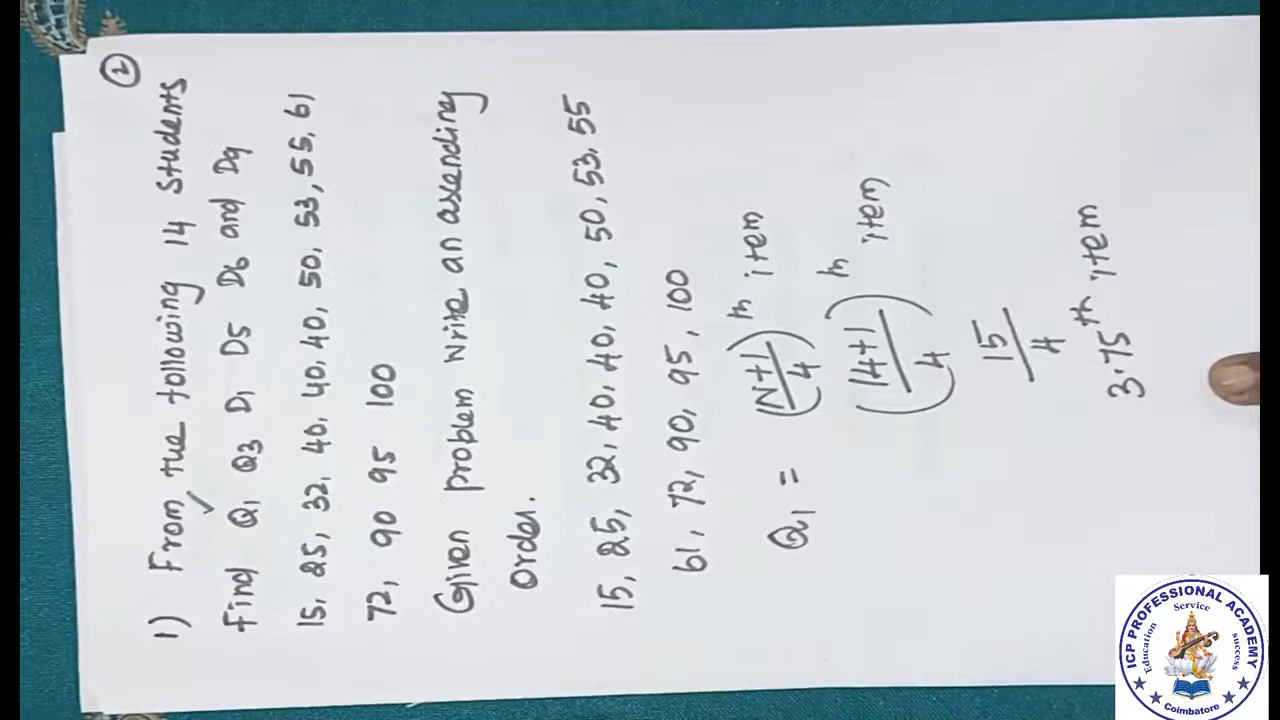 2
1) From the following 14 students
Find Q1 Q3 D1 D5 D6 and D9
15, 25, 32, 40, 40, 40, 50, 53, 55, 61
72, 90 95 100
Given problem write an ascending
order.
15, 25, 32, 40, 40, 40, 50, 53, 55
61, 72, 90, 95, 100
Q1 = (N+1/4)th item
(14+1/4)th item
15/4
3.75th item
ICP PROFESSIONAL ACADEMY
Service
Education
success
Coimbatore